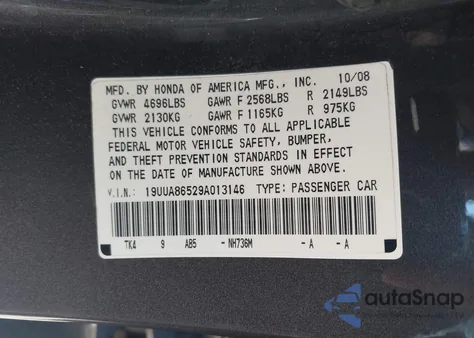 MFD. BY HONDA OF AMERICA MFG., INC. 10/08
GVWR 4696LBS GAWR F 2568LBS R 2149LBS
GVWR 2130KG GAWR F 1165KG R 975KG
THIS VEHICLE CONFORMS TO ALL APPLICABLE
FEDERAL MOTOR VEHICLE SAFETY, BUMPER,
AND THEFT PREVENTION STANDARDS IN EFFECT
ON THE DATE OF MANUFACTURE SHOWN ABOVE.
V.I.N.: 19UUA86529A013146 TYPE: PASSENGER CAR
TK4 9 AB5 -NH736M -A -A
autoSnap